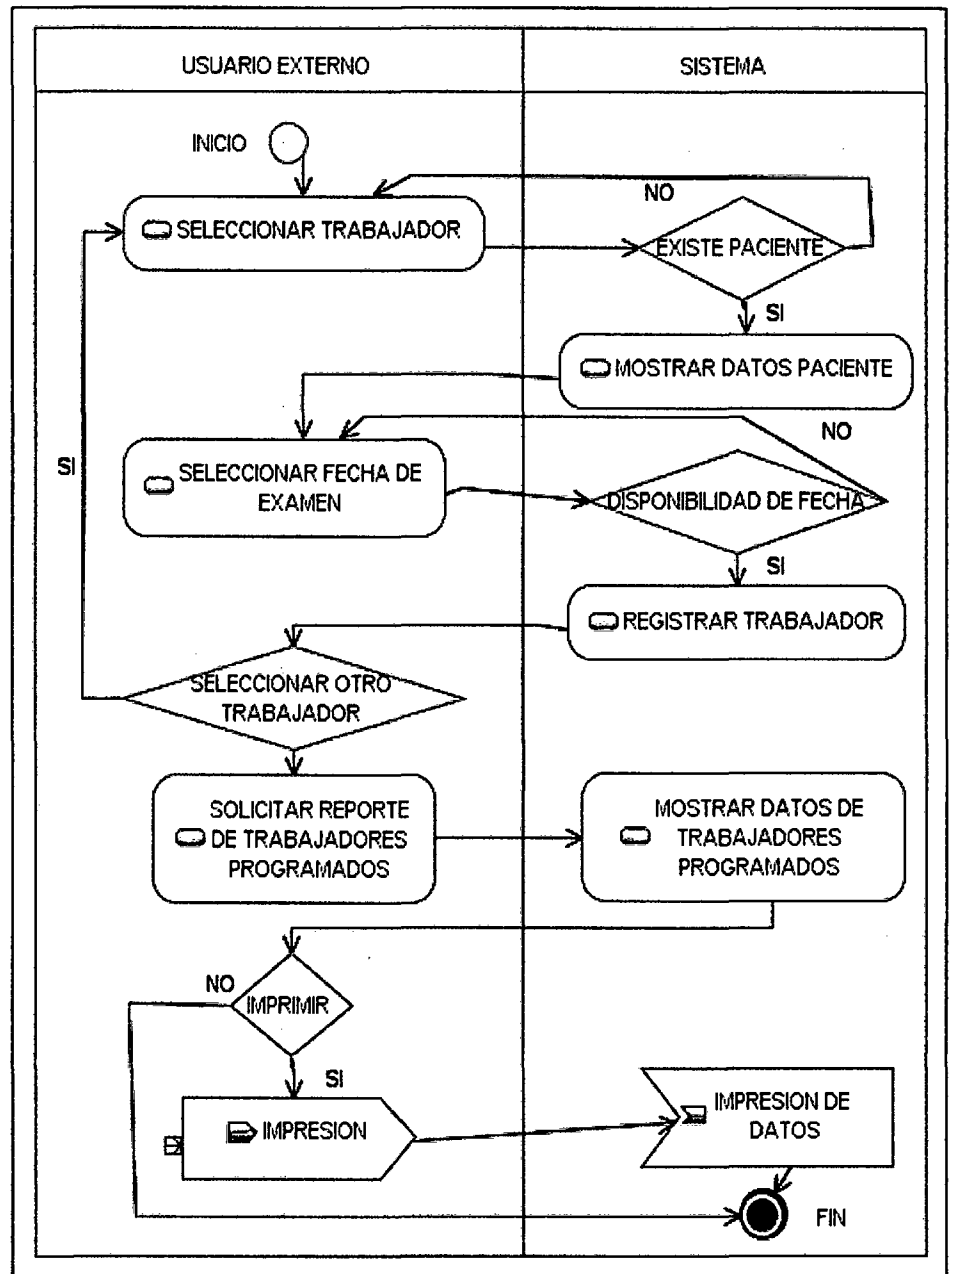 USUARIO EXTERNO
SISTEMA
INICIO
NO
SELECCIONAR TRABAJADOR
EXISTE PACIENTE
SI
MOSTRAR DATOS PACIENTE
NO
SI
SELECCIONAR FECHA DE
EXAMEN
DISPONIBILIDAD DE FECHA
SI
REGISTRAR TRABAJADOR
SELECCIONAR OTRO
TRABAJADOR
SOLICITAR REPORTE
DE TRABAJADORES
PROGRAMADOS
MOSTRAR DATOS DE
TRABAJADORES
PROGRAMADOS
NO
IMPRIMIR
SI
IMPRESION
IMPRESION DE
DATOS
FIN